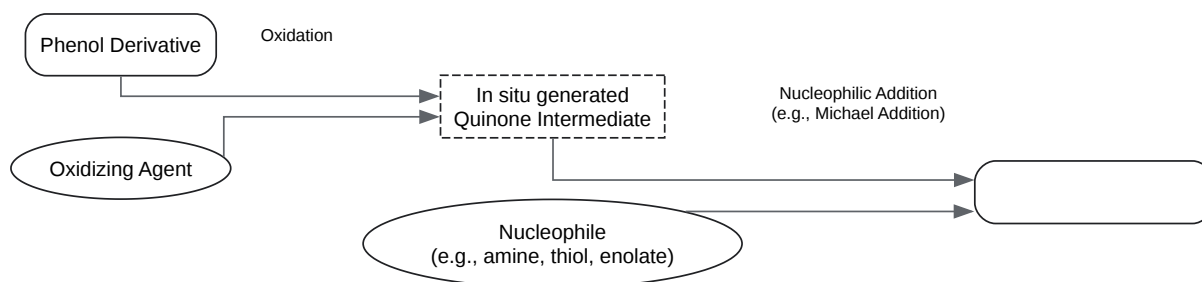 Phenol Derivative
Oxidation
Oxidizing Agent
In situ generated
Quinone Intermediate
Nucleophilic Addition
(e.g., Michael Addition)
Nucleophile
(e.g., amine, thiol, enolate)